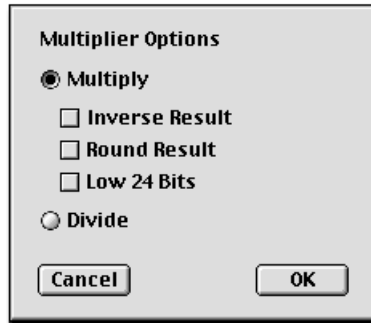 Multiplier Options
Multiply
Inverse Result
Round Result
Low 24 Bits
Divide
Cancel OK